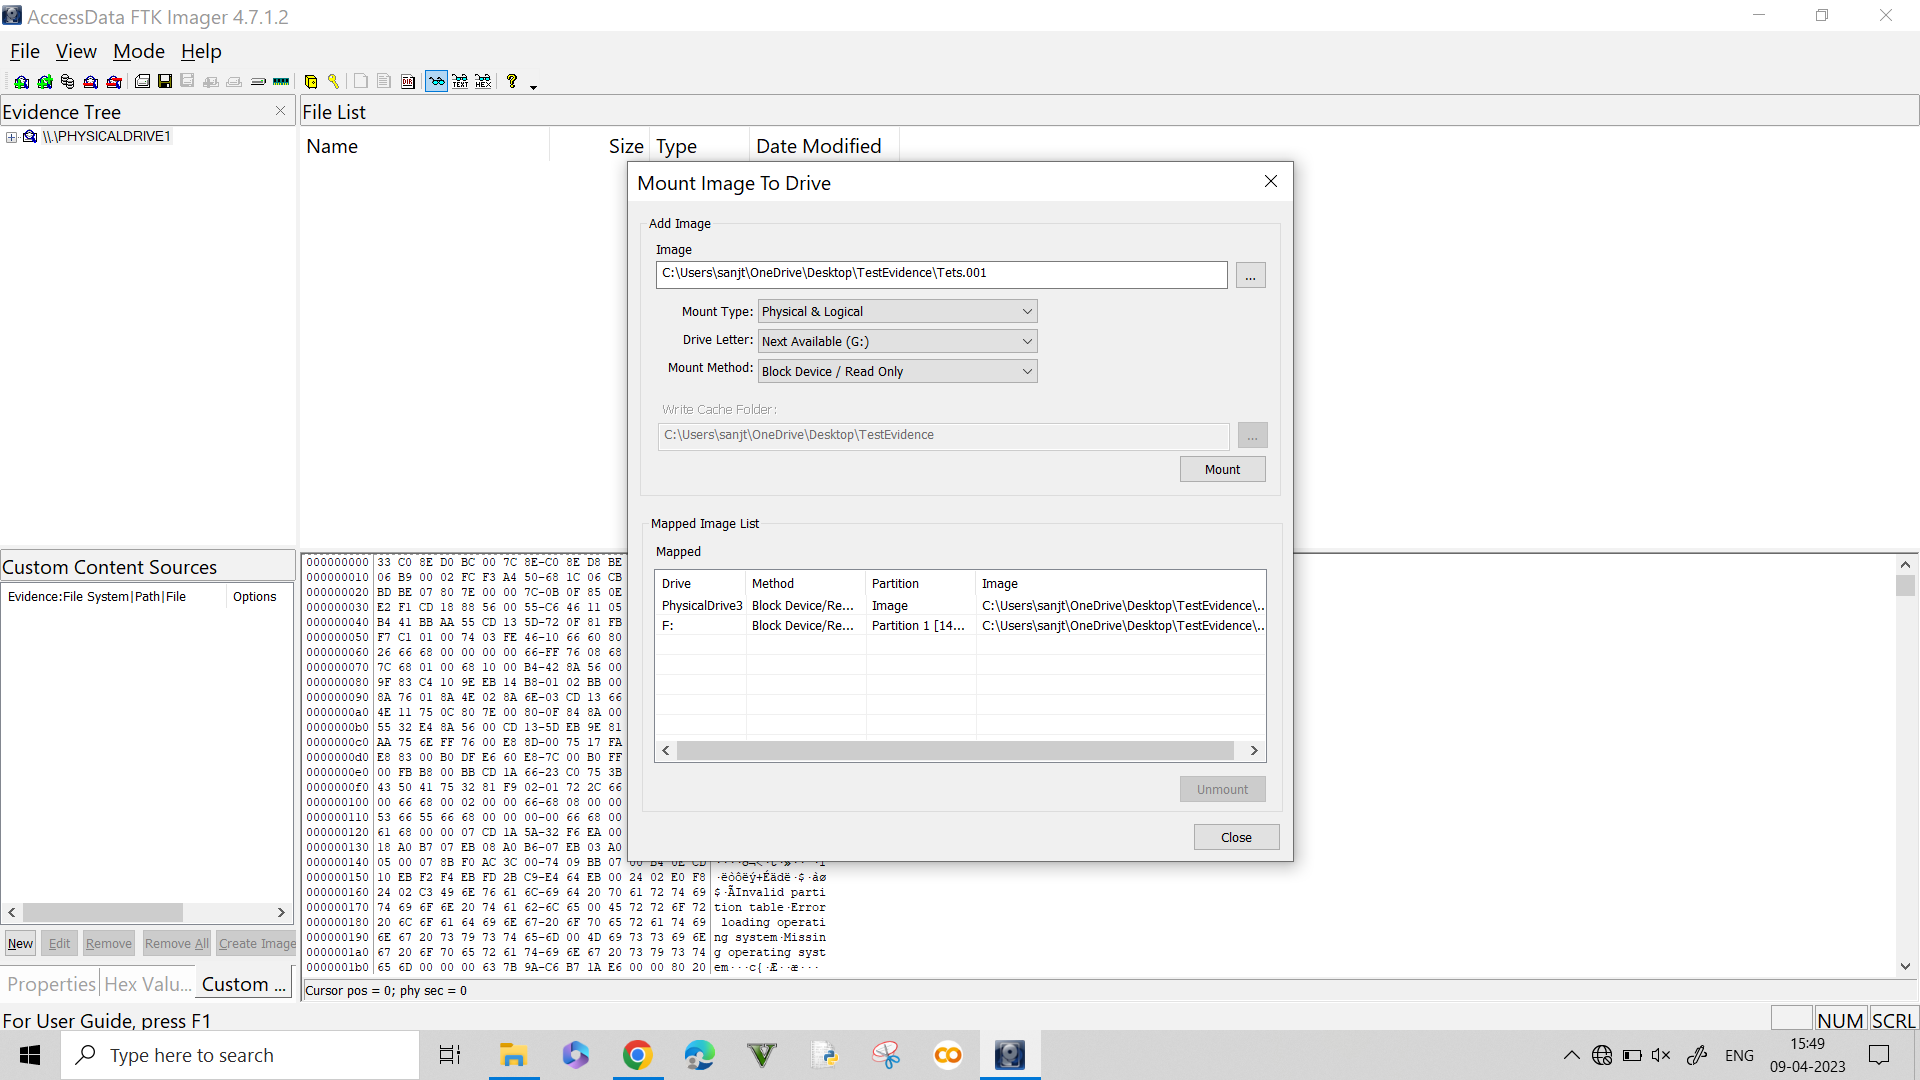 AccessData FTK Imager 4.7.1.2
File View Mode Help
Evidence Tree
\\.\PHYSICALDRIVE1
File List
Name Size Type Date Modified
Mount Image To Drive
Add Image
Image
C:\Users\sanjt\OneDrive\Desktop\TestEvidence\Tets.001
...
Mount Type: Physical & Logical
Drive Letter: Next Available (G:)
Mount Method: Block Device / Read Only
Write Cache Folder:
C:\Users\sanjt\OneDrive\Desktop\TestEvidence
...
Mount
Mapped Image List
Mapped
Drive Method Partition Image
PhysicalDrive3 Block Device/Re... Image C:\Users\sanjt\OneDrive\Desktop\TestEvidence\...
F: Block Device/Re... Partition 1 [14... C:\Users\sanjt\OneDrive\Desktop\TestEvidence\...
Unmount
Close
Custom Content Sources
Evidence:File System|Path|File Options
New Edit Remove Remove All Create Image
Properties Hex Valu... Custom ...
000000000 33 C0 8E D0 BC 00 7C 8E-C0 8E D8 BE
000000010 06 B9 00 02 FC F3 A4 50-68 1C 06 CB
000000020 BD BE 07 80 7E 00 00 7C-0B 0F 85 0E
000000030 E2 F1 CD 18 88 56 00 55-C6 46 11 05
000000040 B4 41 BB AA 55 CD 13 5D-72 0F 81 FB
000000050 F7 C1 01 00 74 03 FE 46-10 66 60 80
000000060 26 66 68 00 00 00 00 66-FF 76 08 68
000000070 7C 68 01 00 68 10 00 B4-42 8A 56 00
000000080 9F 83 C4 10 9E EB 14 B8-01 02 BB 00
000000090 8A 76 01 8A 4E 02 8A 6E-03 CD 13 66
0000000a0 4E 11 75 0C 80 7E 00 80-0F 84 8A 00
0000000b0 55 32 E4 8A 56 00 CD 13-5D EB 9E 81
0000000c0 AA 75 6E FF 76 00 E8 8D-00 75 17 FA
0000000d0 E8 83 00 B0 DF E6 60 E8-7C 00 B0 FF
0000000e0 00 FB B8 00 BB CD 1A 66-23 C0 75 3B
0000000f0 43 50 41 75 32 81 F9 02-01 72 2C 66
000000100 00 66 68 00 02 00 00 66-68 08 00 00
000000110 53 66 55 66 68 00 00 00-00 66 68 00
000000120 61 68 00 00 07 CD 1A 5A-32 F6 EA 00
000000130 18 A0 B7 07 EB 08 A0 B6-07 EB 03 A0
000000140 05 00 07 8B F0 AC 3C 00-74 09 BB 07 00 B4 0E CD
000000150 10 EB F2 F4 EB FD 2B C9-E4 64 EB 00 24 02 E0 F8 ·ëòôëý+Éädë·$·àø
000000160 24 02 C3 49 6E 76 61 6C-69 64 20 70 61 72 74 69 $·ÃInvalid parti
000000170 74 69 6F 6E 20 74 61 62-6C 65 00 45 72 72 6F 72 tion table·Error
000000180 20 6C 6F 61 64 69 6E 67-20 6F 70 65 72 61 74 69 loading operati
000000190 6E 67 20 73 79 73 74 65-6D 00 4D 69 73 73 69 6E ng system·Missin
0000001a0 67 20 6F 70 65 72 61 74-69 6E 67 20 73 79 73 74 g operating syst
0000001b0 65 6D 00 00 00 63 7B 9A-C6 B7 1A E6 00 00 80 20 em···c{·Æ··æ···
Cursor pos = 0; phy sec = 0
For User Guide, press F1
NUM SCRL
Type here to search
ENG
15:49
09-04-2023